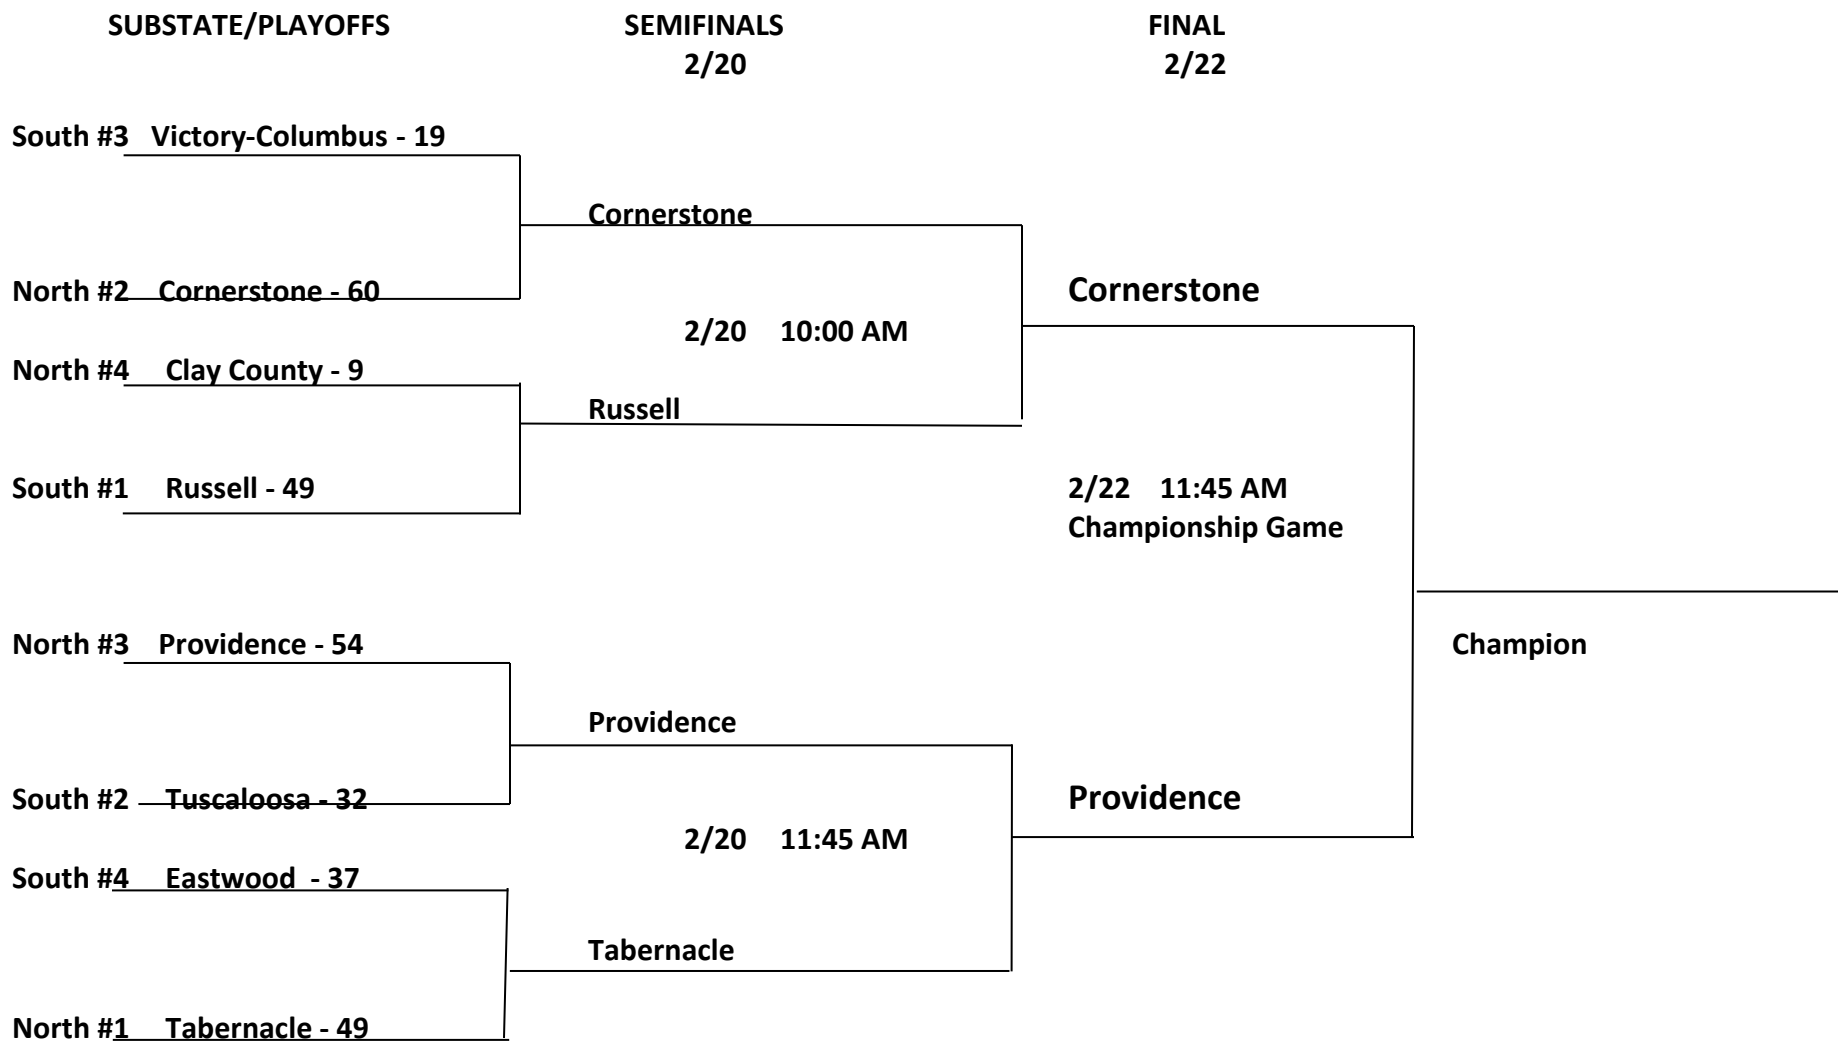 SUBSTATE/PLAYOFFS SEMIFINALS FINAL
2/20 2/22
South #3 Victory-Columbus - 19
Cornerstone
North #2 Cornerstone - 60 Cornerstone
2/20 10:00 AM
North #4 Clay County - 9
Russell
South #1 Russell - 49 2/22 11:45 AM
Championship Game
North #3 Providence - 54 Champion
Providence
South #2 Tuscaloosa - 32 Providence
2/20 11:45 AM
South #4 Eastwood - 37
Tabernacle
North #1 Tabernacle - 49